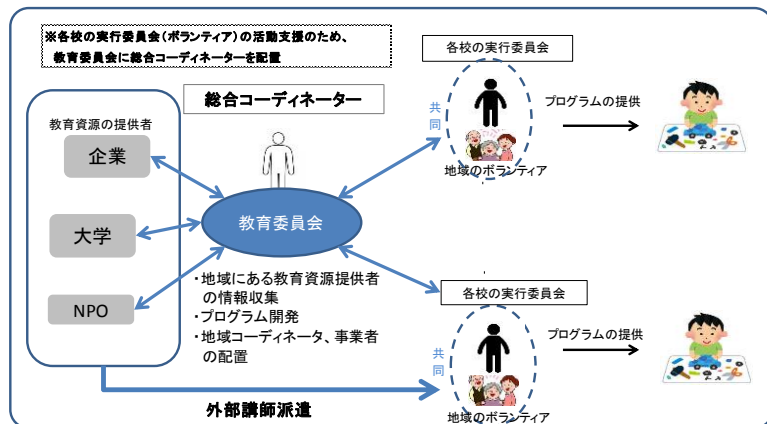 ※各校の実行委員会(ボランティア)の活動支援のため、
教育委員会に総合コーディネーターを配置
総合コーディネーター
教育資源の提供者
企業
大学
NPO
教育委員会
・地域にある教育資源提供者
の情報収集
・プログラム開発
・地域コーディネータ、事業者
の配置
外部講師派遣
各校の実行委員会
共同
地域のボランティア
プログラムの提供
各校の実行委員会
共同
地域のボランティア
プログラムの提供